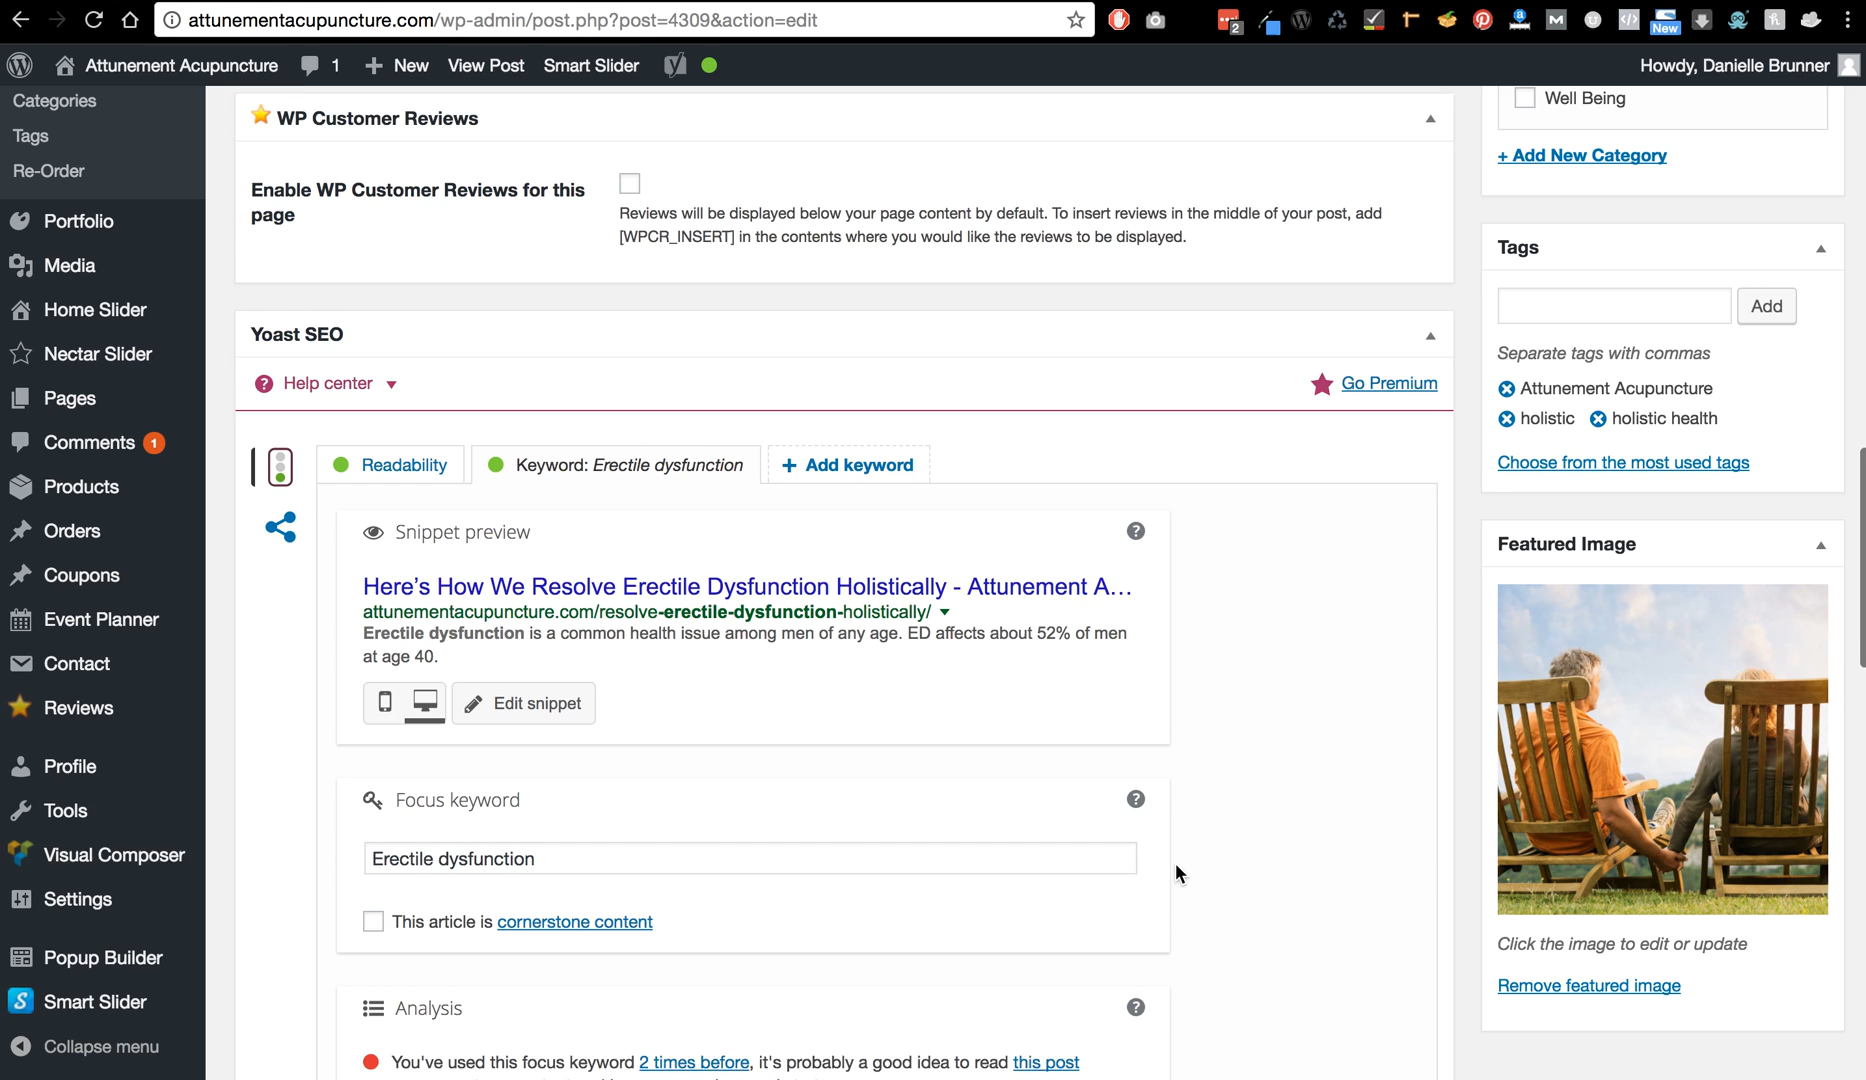 attunementacupuncture.com/wp-admin/post.php?post=4309&action=edit
2
New
Attunement Acupuncture
1
New
View Post
Smart Slider
Howdy, Danielle Brunner
Categories
Tags
Re-Order
Portfolio
Media
Home Slider
Nectar Slider
Pages
Comments 1
Products
Orders
Coupons
Event Planner
Contact
Reviews
Profile
Tools
Visual Composer
Settings
Popup Builder
Smart Slider
Collapse menu
WP Customer Reviews
Enable WP Customer Reviews for this
page
Reviews will be displayed below your page content by default. To insert reviews in the middle of your post, add
[WPCR_INSERT] in the contents where you would like the reviews to be displayed.
Yoast SEO
Help center
Go Premium
Readability
Keyword: Erectile dysfunction
+ Add keyword
Snippet preview
Here's How We Resolve Erectile Dysfunction Holistically - Attunement A...
attunementacupuncture.com/resolve-erectile-dysfunction-holistically/
Erectile dysfunction is a common health issue among men of any age. ED affects about 52% of men
at age 40.
Edit snippet
Focus keyword
Erectile dysfunction
This article is cornerstone content
Analysis
You've used this focus keyword 2 times before, it's probably a good idea to read this post
Well Being
+ Add New Category
Tags
Add
Separate tags with commas
Attunement Acupuncture
holistic
holistic health
Choose from the most used tags
Featured Image
Click the image to edit or update
Remove featured image